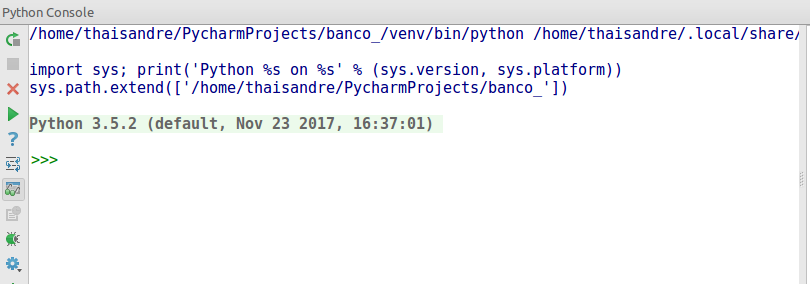 Python Console
/home/thaisandre/PycharmProjects/banco_/venv/bin/python /home/thaisandre/.local/share/
import sys; print('Python %s on %s' % (sys.version, sys.platform))
sys.path.extend(['/home/thaisandre/PycharmProjects/banco_'])
Python 3.5.2 (default, Nov 23 2017, 16:37:01)
>>>